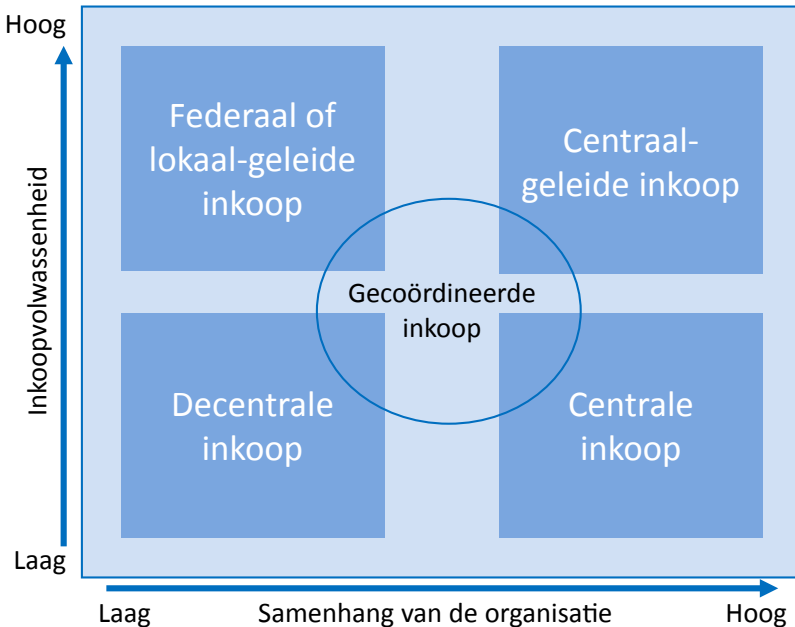 Hoog
Federaal of
lokaal-geleide
inkoop
Centraal-
geleide inkoop
Inkoopvolwassenheid
Gecoördineerde
inkoop
Decentrale
inkoop
Centrale
inkoop
Laag
Laag
Samenhang van de organisatie
Hoog